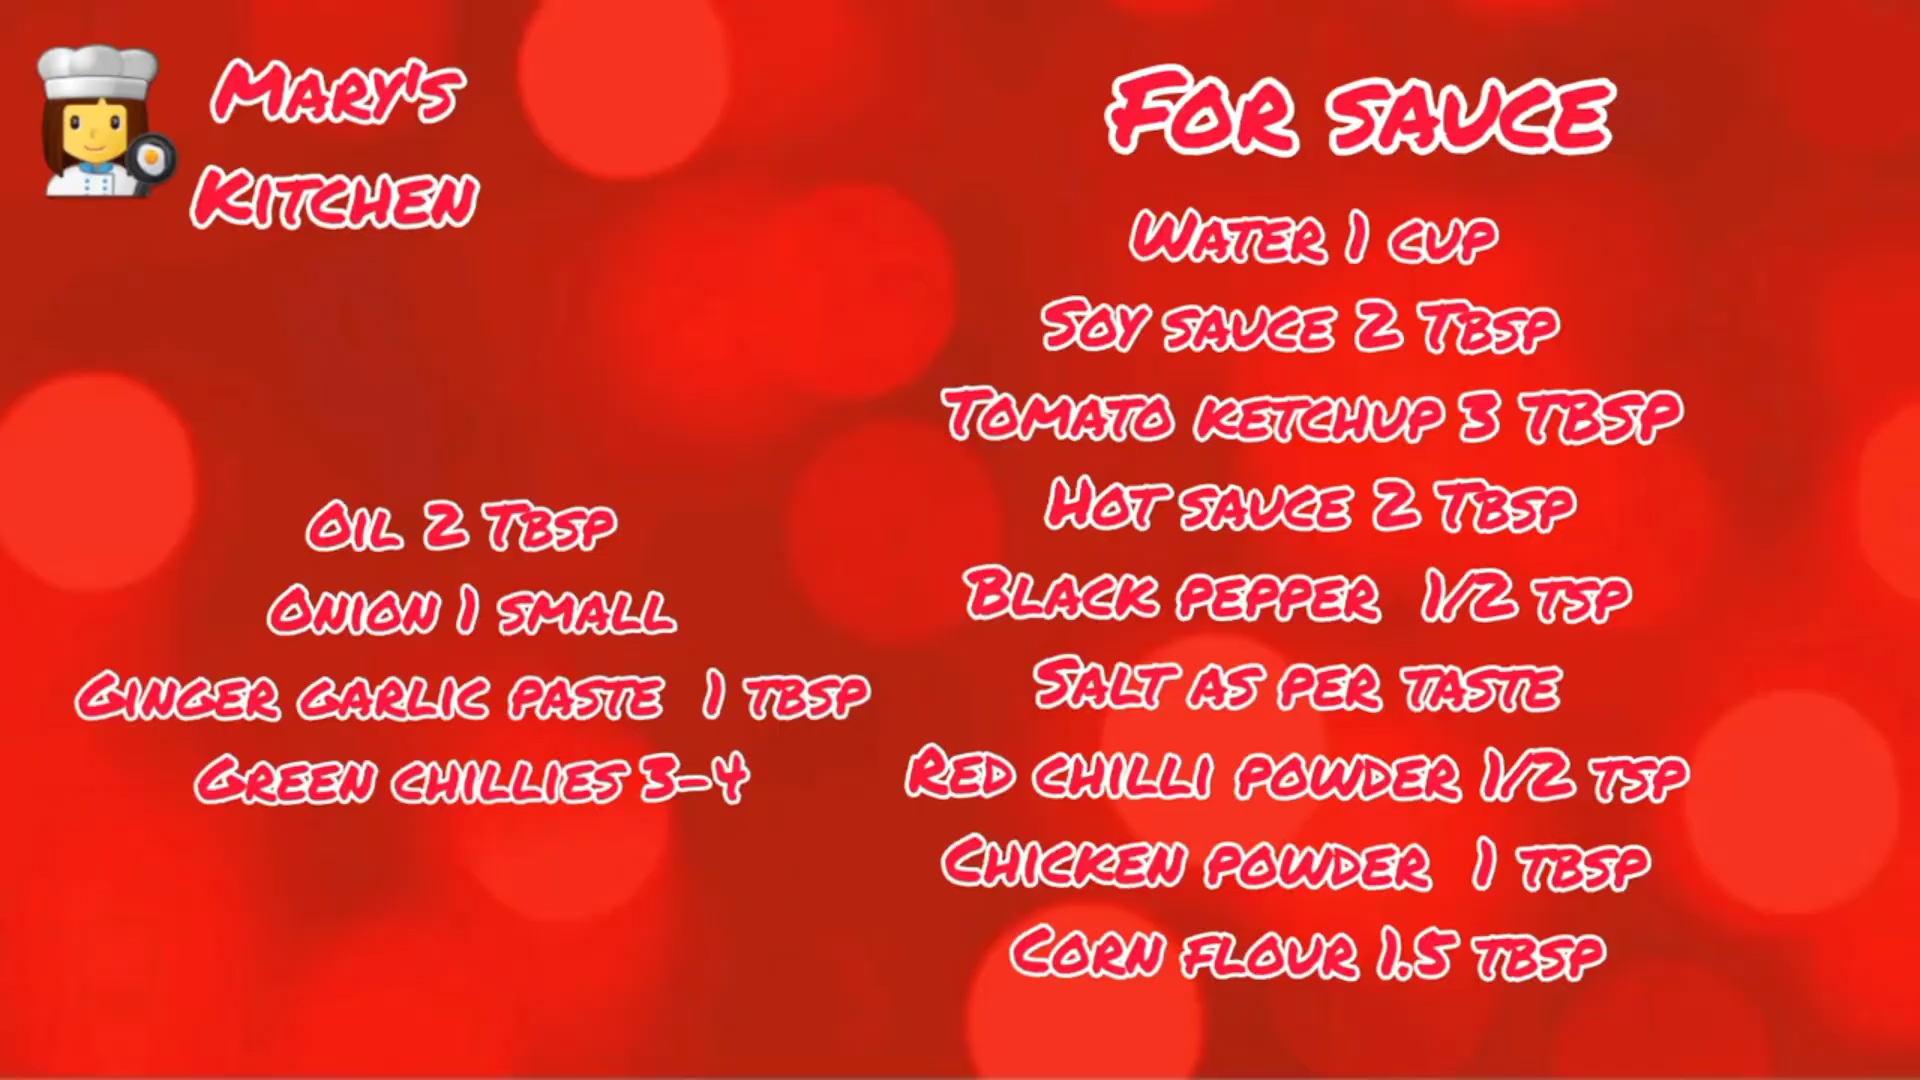 Mary's
Kitchen
Oil 2 Tbsp
Onion 1 small
Ginger garlic paste 1 tbsp
Green chillies 3-4
For sauce
Water 1 cup
Soy sauce 2 Tbsp
Tomato ketchup 3 TBSP
Hot sauce 2 Tbsp
Black pepper 1/2 tsp
Salt as per taste
Red chilli powder 1/2 tsp
Chicken powder 1 tbsp
Corn flour 1.5 tbsp